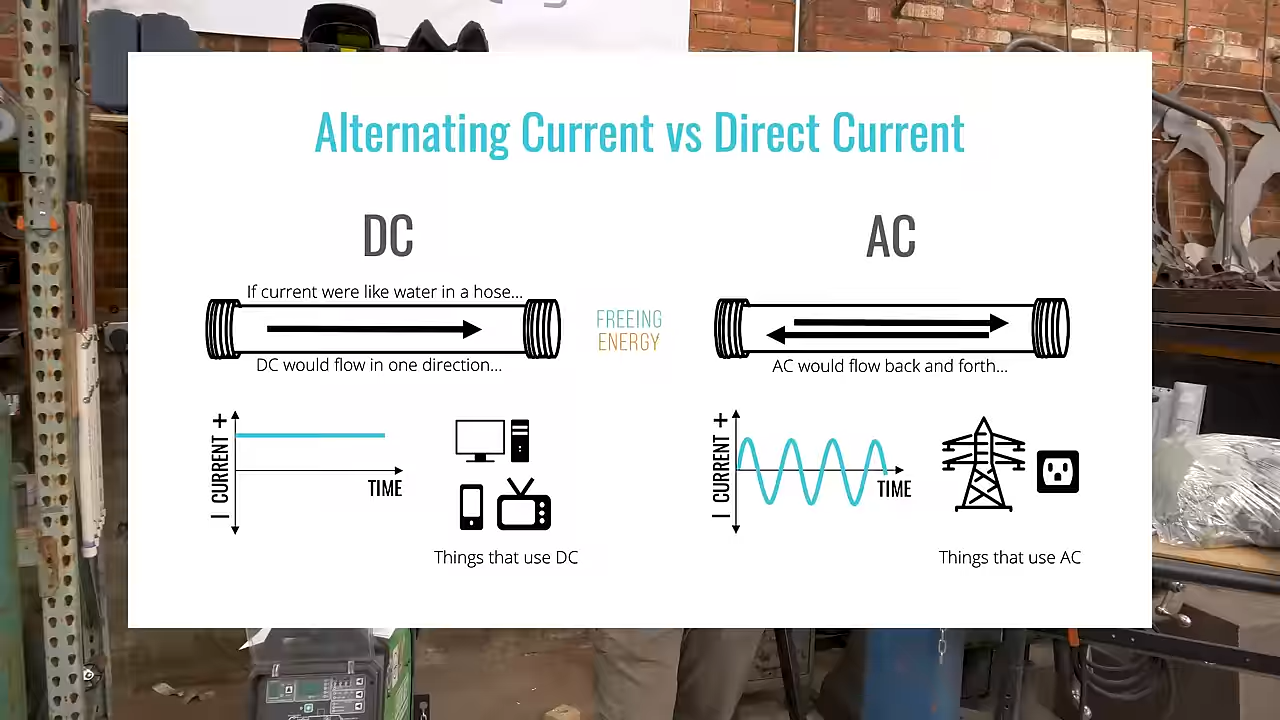 Alternating Current vs Direct Current
DC
If current were like water in a hose...
DC would flow in one direction...
| CURRENT +
TIME
Things that use DC
FREEING
ENERGY
AC
AC would flow back and forth...
| CURRENT +
TIME
Things that use AC